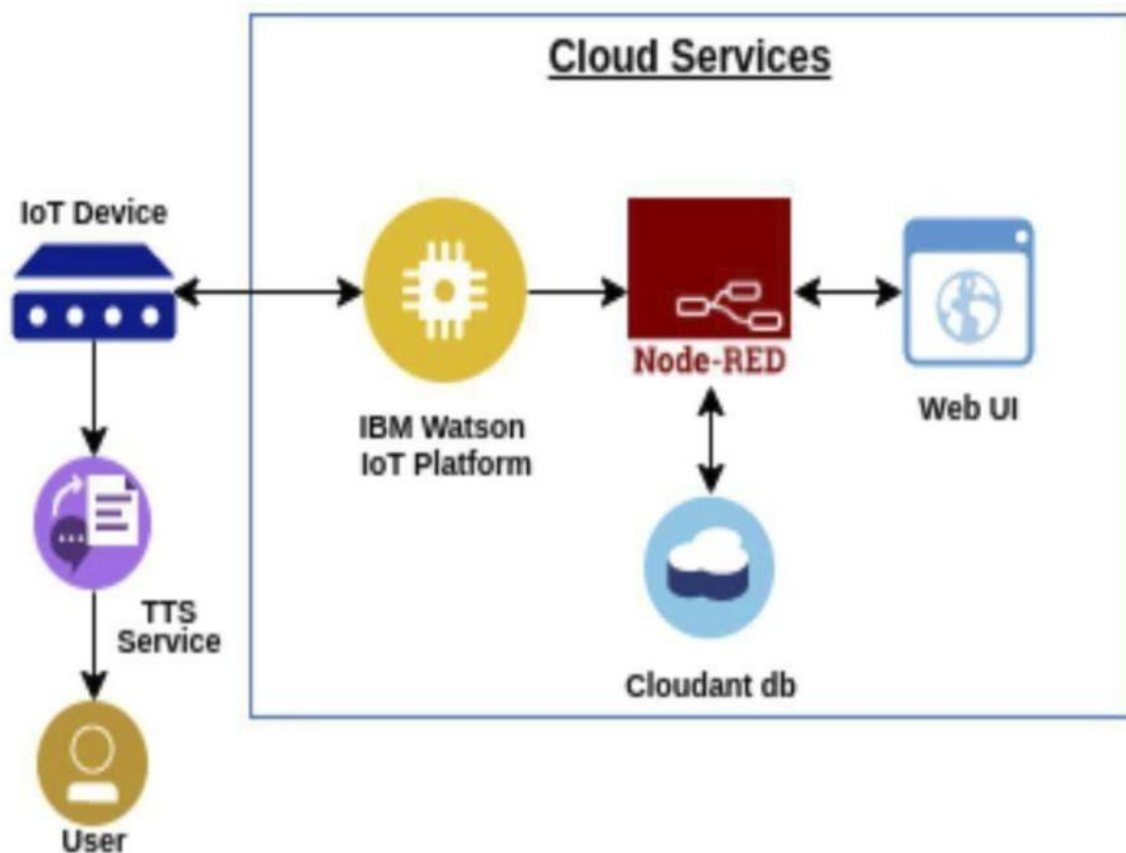 Cloud Services
IoT Device
Node-RED
Web UI
IBM Watson
IoT Platform
TTS
Service
Cloudant db
User